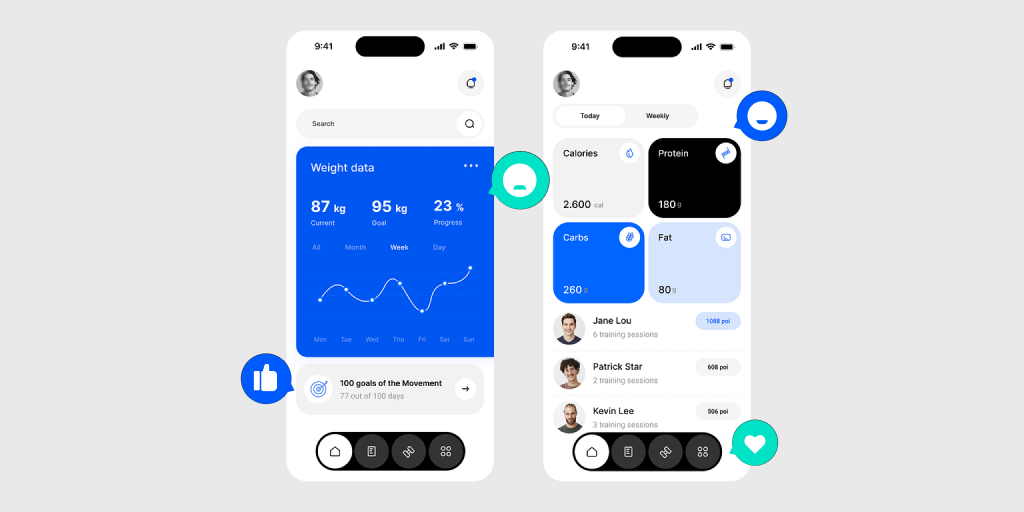 9:41
Search
Weight data
87 kg
95 kg
23 %
Current
Goal
Progress
All
Month
Week
Day
Mon
Tue
Wed
Thu
Fri
Sat
Sun
100 goals of the Movement
77 out of 100 days
9:41
Today
Weekly
Calories
2.600 cal
Protein
180 g
Carbs
260 g
Fat
80 g
Jane Lou
6 training sessions
1088 poi
Patrick Star
2 training sessions
608 poi
Kevin Lee
3 training sessions
506 poi